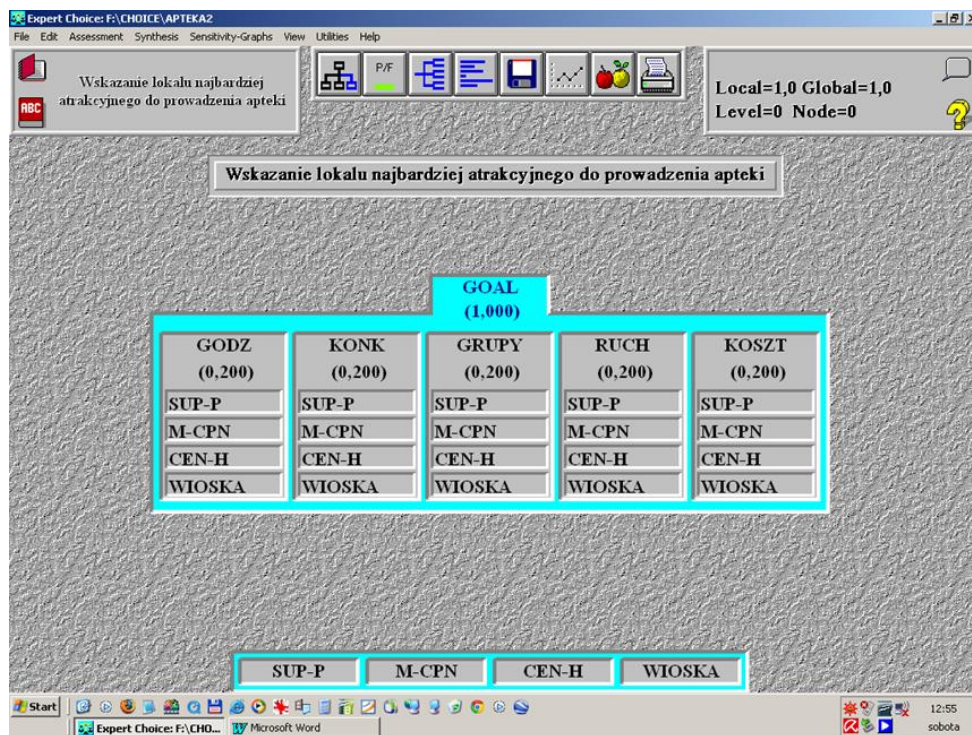 Expert Choice: F:\CHOICE\APTEKA2
File Edit Assessment Synthesis Sensitivity-Graphs View Utilities Help
Wskazanie lokalu najbardziej
atrakcyjnego do prowadzenia apteki
ABC
P/F
Local=1,0 Global=1,0
Level=0 Node=0
Wskazanie lokalu najbardziej atrakcyjnego do prowadzenia apteki
GOAL
(1,000)
GODZ KONK GRUPY RUCH KOSZT
(0,200) (0,200) (0,200) (0,200) (0,200)
SUP-P SUP-P SUP-P SUP-P SUP-P
M-CPN M-CPN M-CPN M-CPN M-CPN
CEN-H CEN-H CEN-H CEN-H CEN-H
WIOSKA WIOSKA WIOSKA WIOSKA WIOSKA
SUP-P M-CPN CEN-H WIOSKA
Start
12:55
Expert Choice: F:\CHO... Microsoft Word
sobota